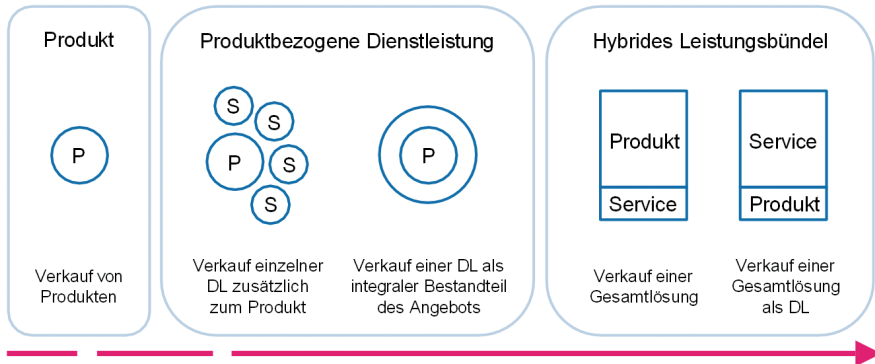 Produkt
P
Verkauf von
Produkten
Produktbezogene Dienstleistung
S
S
P
S
S
Verkauf einzelner
DL zusätzlich
zum Produkt
P
Verkauf einer DL als
integraler Bestandteil
des Angebots
Hybrides Leistungsbündel
Produkt
Service
Verkauf einer
Gesamtlösung
Service
Produkt
Verkauf einer
Gesamtlösung
als DL